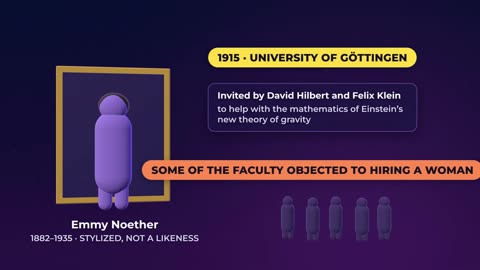 1915 · UNIVERSITY OF GÖTTINGEN
Invited by David Hilbert and Felix Klein
to help with the mathematics of Einstein's
new theory of gravity
SOME OF THE FACULTY OBJECTED TO HIRING A WOMAN
Emmy Noether
1882–1935 · STYLIZED, NOT A LIKENESS